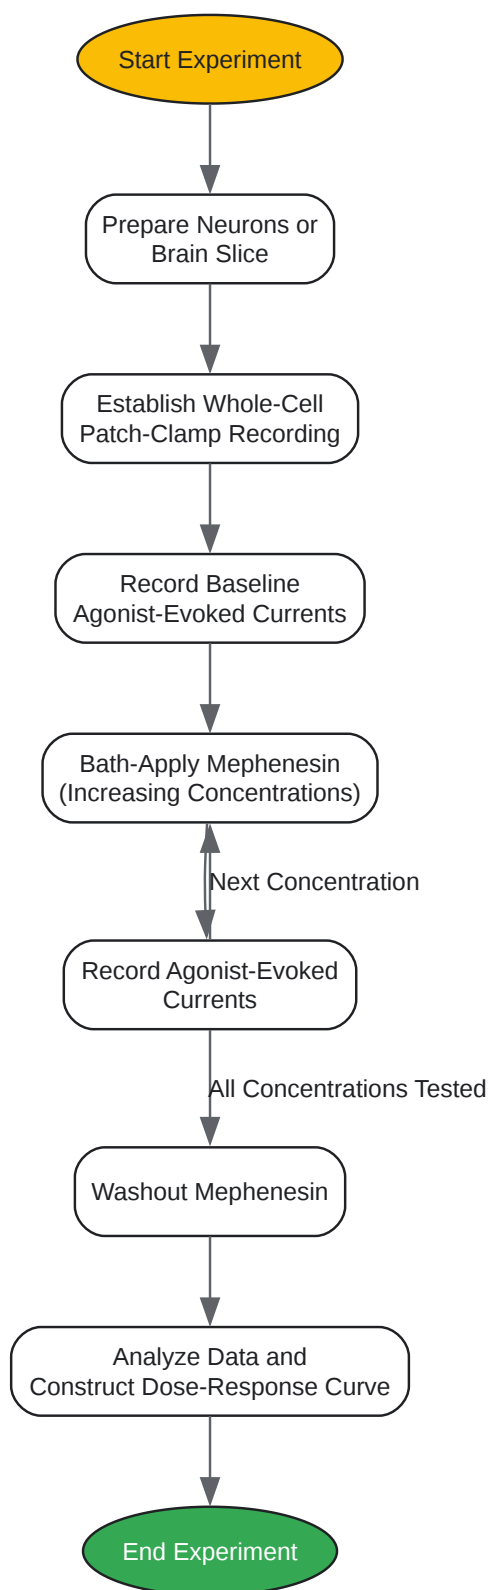 Start Experiment
Prepare Neurons or
Brain Slice
Establish Whole-Cell
Patch-Clamp Recording
Record Baseline
Agonist-Evoked Currents
Bath-Apply Mephenesin
(Increasing Concentrations)
Next Concentration
Record Agonist-Evoked
Currents
All Concentrations Tested
Washout Mephenesin
Analyze Data and
Construct Dose-Response Curve
End Experiment